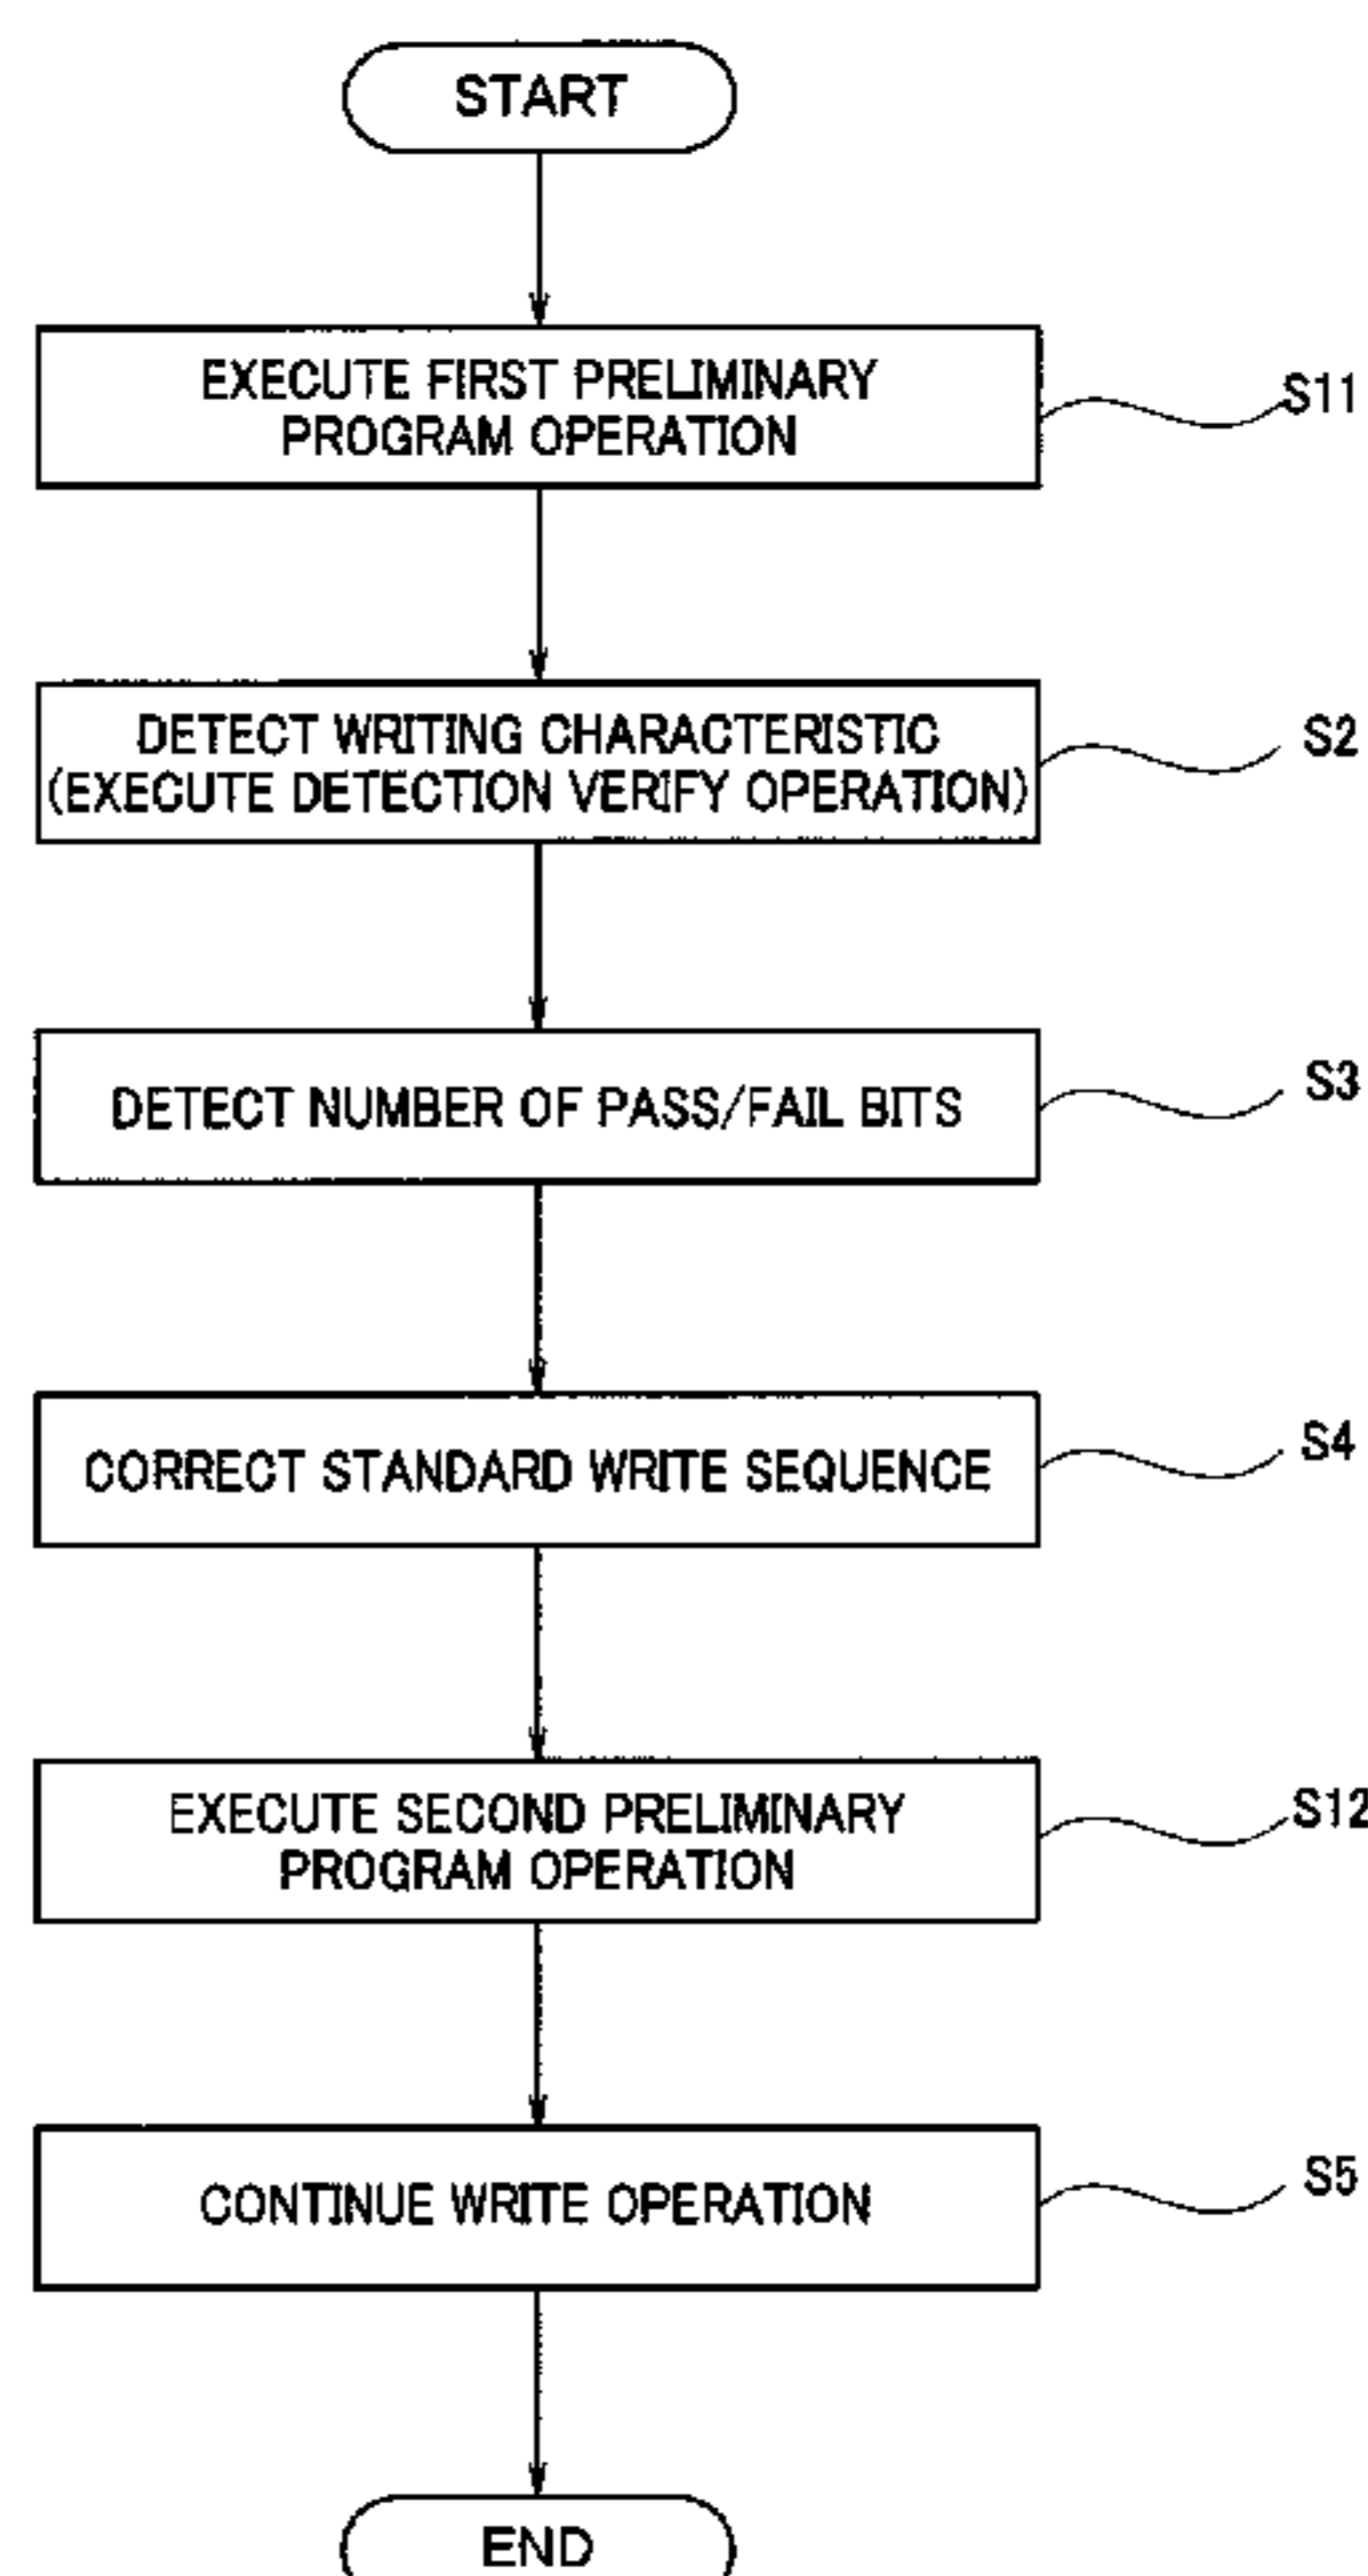 START
EXECUTE FIRST PRELIMINARY
PROGRAM OPERATION
S11
DETECT WRITING CHARACTERISTIC
(EXECUTE DETECTION VERIFY OPERATION)
S2
DETECT NUMBER OF PASS/FAIL BITS
S3
CORRECT STANDARD WRITE SEQUENCE
S4
EXECUTE SECOND PRELIMINARY
PROGRAM OPERATION
S12
CONTINUE WRITE OPERATION
S5
END